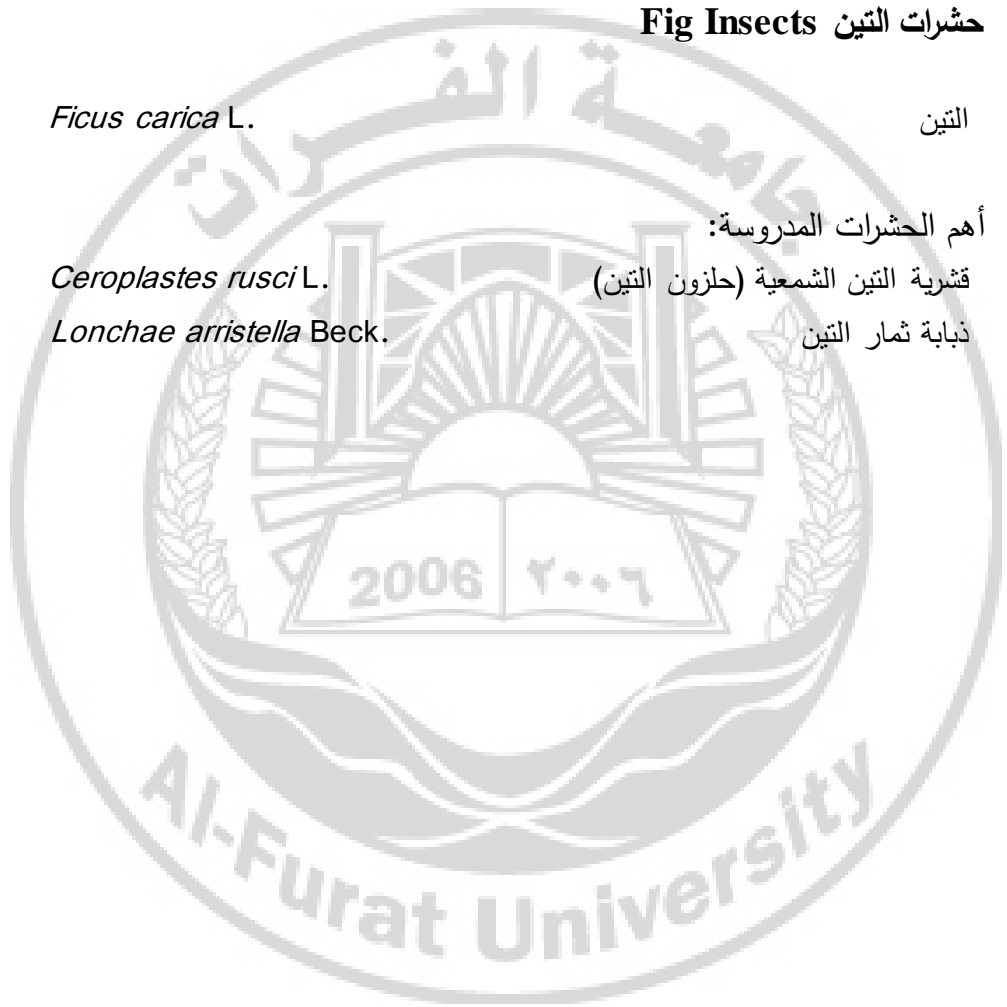 حشرات التين Fig Insects
التين Ficus carica L.
أهم الحشرات المدروسة:
قشرية التين الشمعية (حلزون التين) Ceroplastes rusci L.
ذبابة ثمار التين Lonchae arristella Beck.
جامعة الفرات
2006 ٢٠٠٦
Al-Furat University